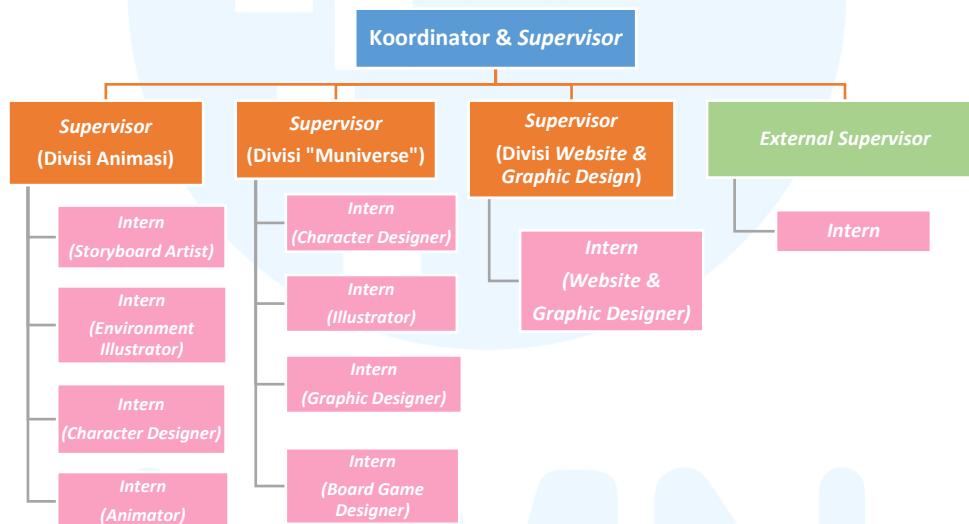 Koordinator & Supervisor
Supervisor
(Divisi Animasi)
Intern
(Storyboard Artist)
Intern
(Environment
Illustrator)
Intern
(Character Designer)
Intern
(Animator)
Supervisor
(Divisi "Muniverse")
Intern
(Character Designer)
Intern
(Illustrator)
Intern
(Graphic Designer)
Intern
(Board Game
Designer)
Supervisor
(Divisi Website &
Graphic Design)
Intern
(Website &
Graphic Designer)
External Supervisor
Intern